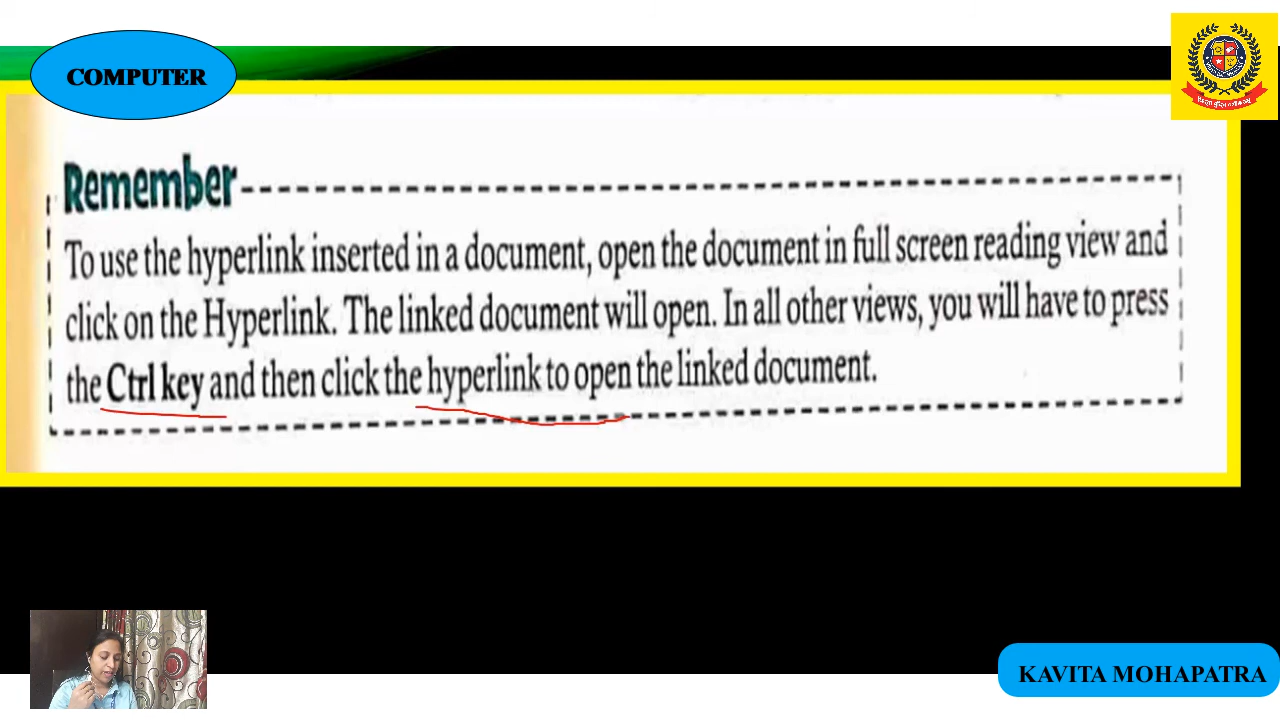 COMPUTER
Remember
To use the hyperlink inserted in a document, open the document in full screen reading view and
click on the Hyperlink. The linked document will open. In all other views, you will have to press
the Ctrl key and then click the hyperlink to open the linked document.
KAVITA MOHAPATRA